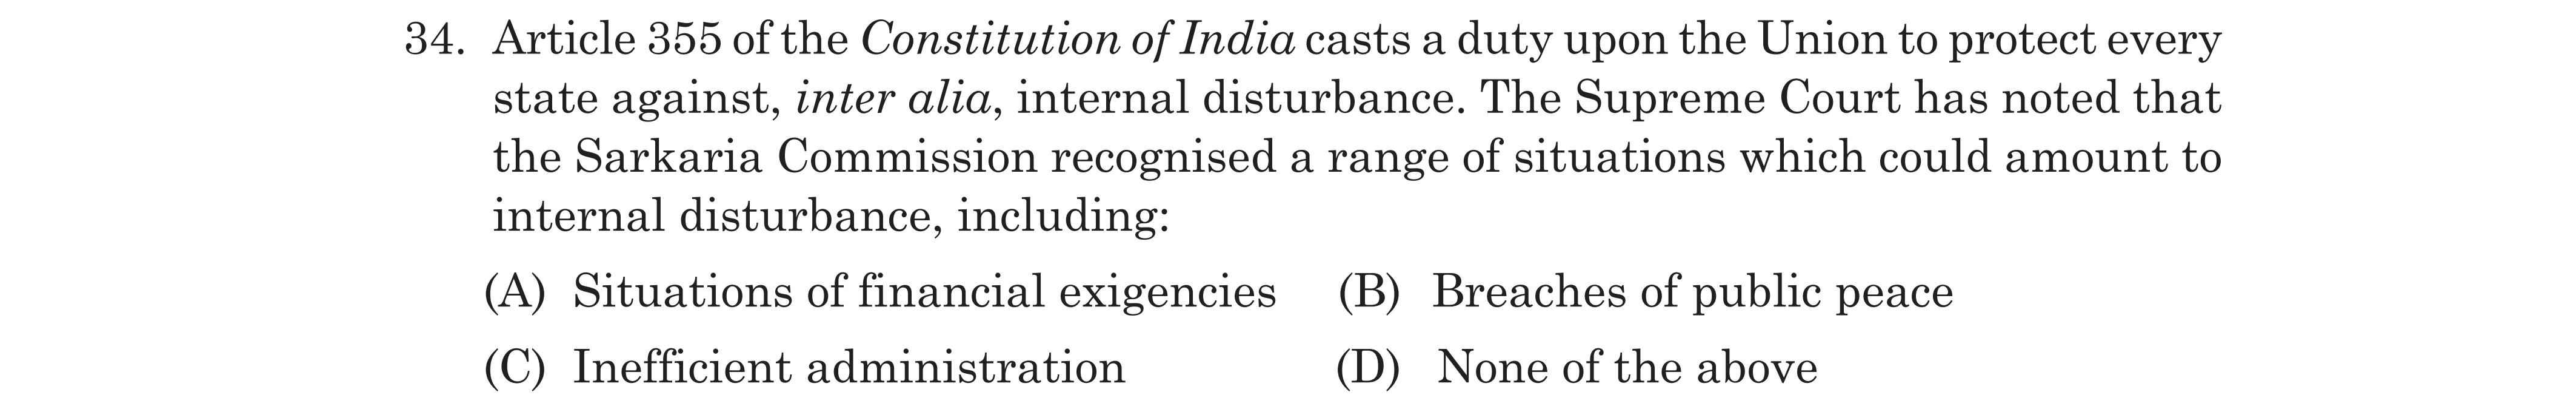 34. Article 355 of the Constitution of India casts a duty upon the Union to protect every
state against, inter alia, internal disturbance. The Supreme Court has noted that
the Sarkaria Commission recognised a range of situations which could amount to
internal disturbance, including:
(A) Situations of financial exigencies (B) Breaches of public peace
(C) Inefficient administration (D) None of the above